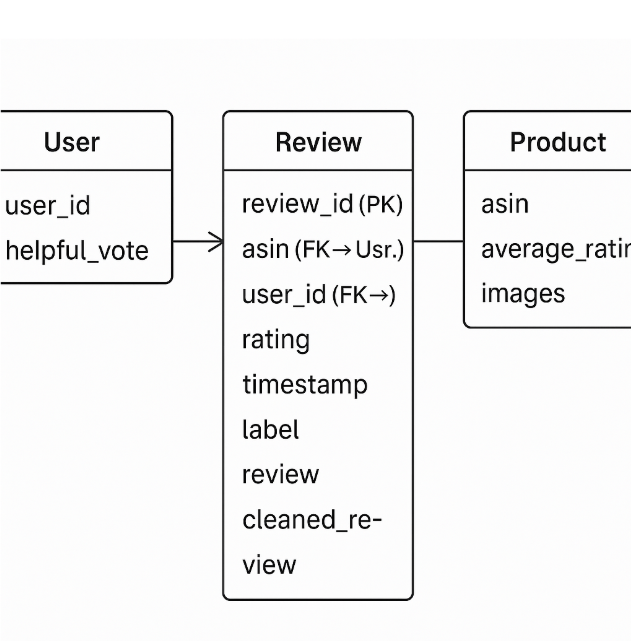 User
user_id
helpful_vote
Review
review_id (PK)
asin (FK→Usr.)
user_id (FK→)
rating
timestamp
label
review
cleaned_re-
view
Product
asin
average_ratin
images